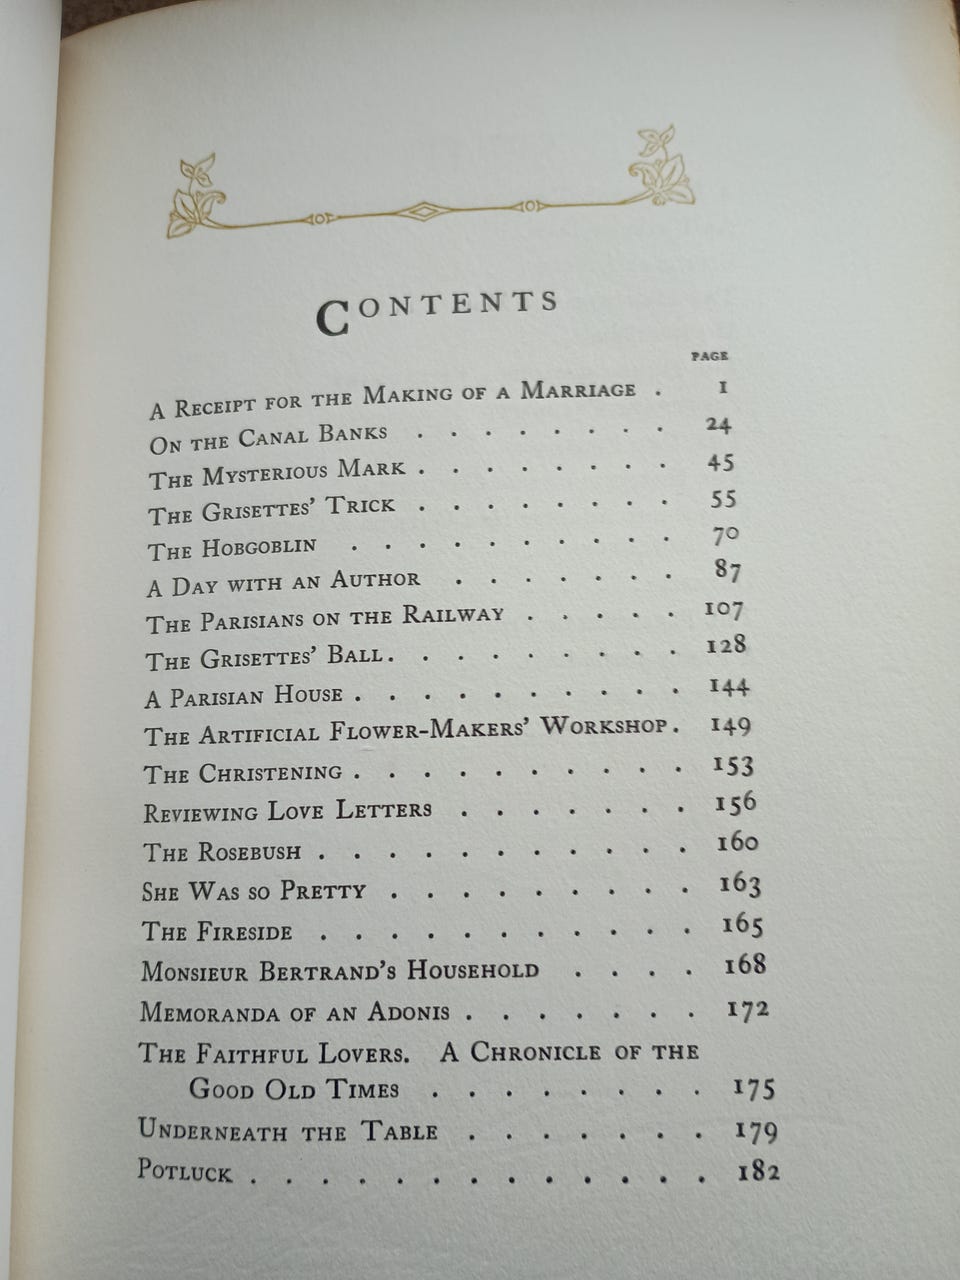 CONTENTS
PAGE
A RECEIPT FOR THE MAKING OF A MARRIAGE . 1
ON THE CANAL BANKS . . . . . . . . 24
THE MYSTERIOUS MARK . . . . . . . . 45
THE GRISETTES' TRICK . . . . . . . . 55
THE HOBGOBLIN . . . . . . . . . . 70
A DAY WITH AN AUTHOR . . . . . . . 87
THE PARISIANS ON THE RAILWAY . . . . . 107
THE GRISETTES' BALL . . . . . . . . . 128
A PARISIAN HOUSE . . . . . . . . . . 144
THE ARTIFICIAL FLOWER-MAKERS' WORKSHOP . 149
THE CHRISTENING . . . . . . . . . . 153
REVIEWING LOVE LETTERS . . . . . . . 156
THE ROSEBUSH . . . . . . . . . . . 160
SHE WAS SO PRETTY . . . . . . . . . 163
THE FIRESIDE . . . . . . . . . . . 165
MONSIEUR BERTRAND'S HOUSEHOLD . . . . 168
MEMORANDA OF AN ADONIS . . . . . . . 172
THE FAITHFUL LOVERS. A CHRONICLE OF THE
GOOD OLD TIMES . . . . . . . . 175
UNDERNEATH THE TABLE . . . . . . . 179
POTLUCK . . . . . . . . . . . . . 182